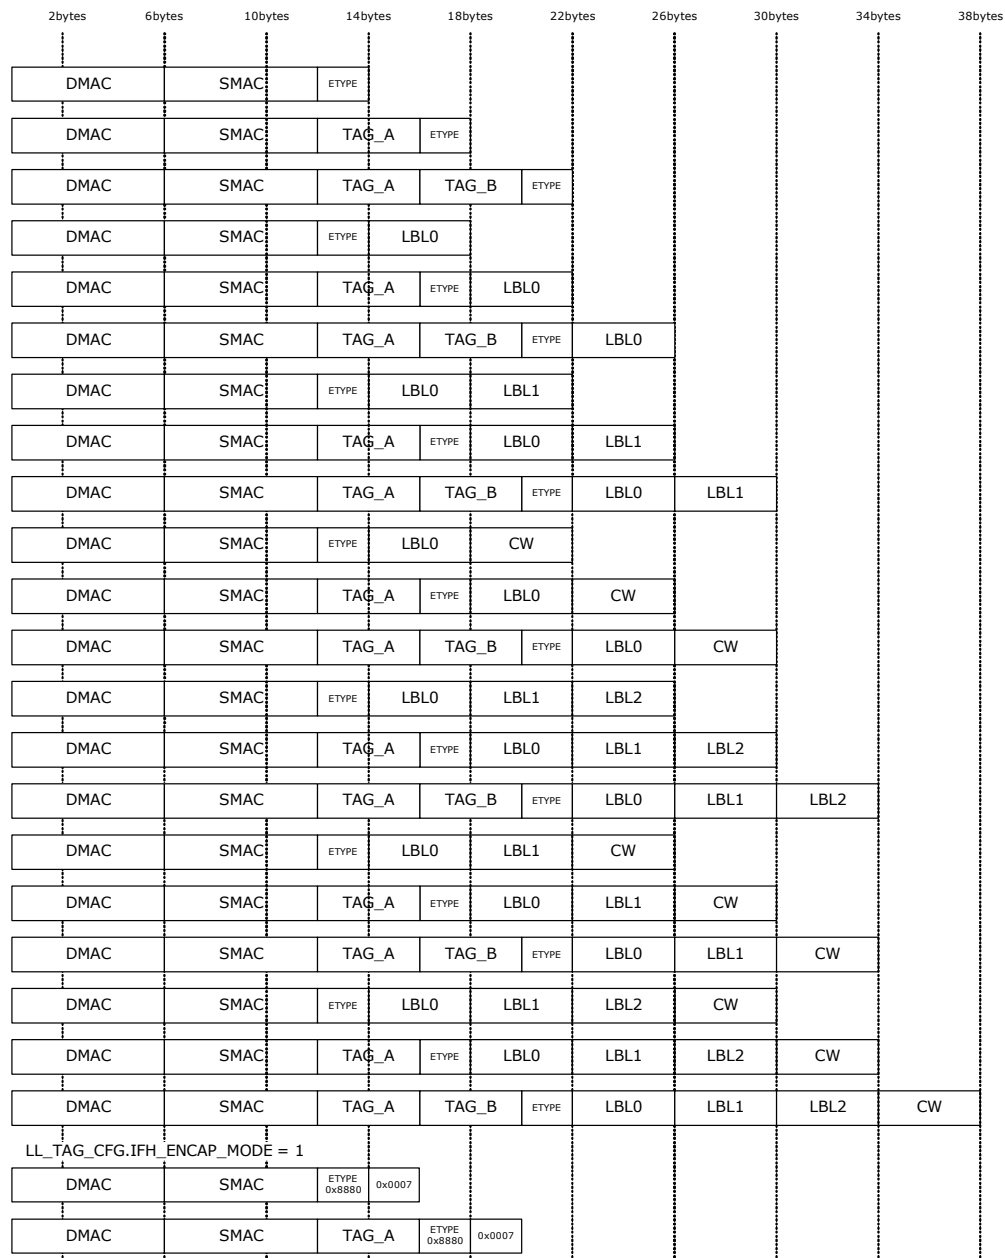 2bytes 6bytes 10bytes 14bytes 18bytes 22bytes 26bytes 30bytes 34bytes 38bytes
DMAC SMAC ETYPE
DMAC SMAC TAG_A ETYPE
DMAC SMAC TAG_A TAG_B ETYPE
DMAC SMAC ETYPE LBL0
DMAC SMAC TAG_A ETYPE LBL0
DMAC SMAC TAG_A TAG_B ETYPE LBL0
DMAC SMAC ETYPE LBL0 LBL1
DMAC SMAC TAG_A ETYPE LBL0 LBL1
DMAC SMAC TAG_A TAG_B ETYPE LBL0 LBL1
DMAC SMAC ETYPE LBL0 CW
DMAC SMAC TAG_A ETYPE LBL0 CW
DMAC SMAC TAG_A TAG_B ETYPE LBL0 CW
DMAC SMAC ETYPE LBL0 LBL1 LBL2
DMAC SMAC TAG_A ETYPE LBL0 LBL1 LBL2
DMAC SMAC TAG_A TAG_B ETYPE LBL0 LBL1 LBL2
DMAC SMAC ETYPE LBL0 LBL1 CW
DMAC SMAC TAG_A ETYPE LBL0 LBL1 CW
DMAC SMAC TAG_A TAG_B ETYPE LBL0 LBL1 CW
DMAC SMAC ETYPE LBL0 LBL1 LBL2 CW
DMAC SMAC TAG_A ETYPE LBL0 LBL1 LBL2 CW
DMAC SMAC TAG_A TAG_B ETYPE LBL0 LBL1 LBL2 CW
LL_TAG_CFG.IFH_ENCAP_MODE = 1
DMAC SMAC ETYPE 0x8880 0x0007
DMAC SMAC TAG_A ETYPE 0x8880 0x0007